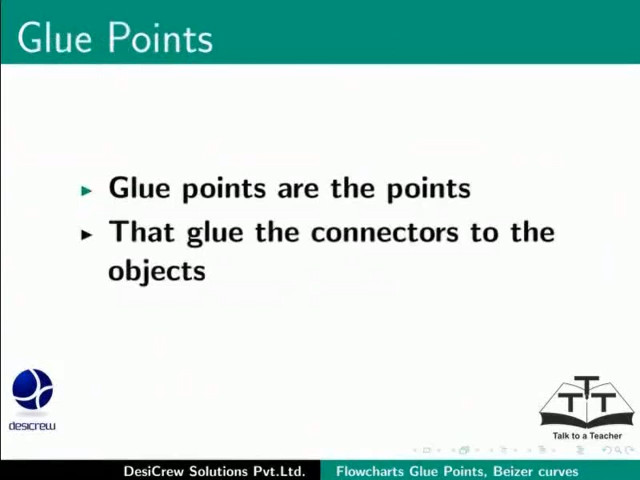 Glue Points
Glue points are the points
That glue the connectors to the
objects
desicrew
T T T
Talk to a Teacher
DesiCrew Solutions Pvt.Ltd.
Flowcharts Glue Points, Beizer curves